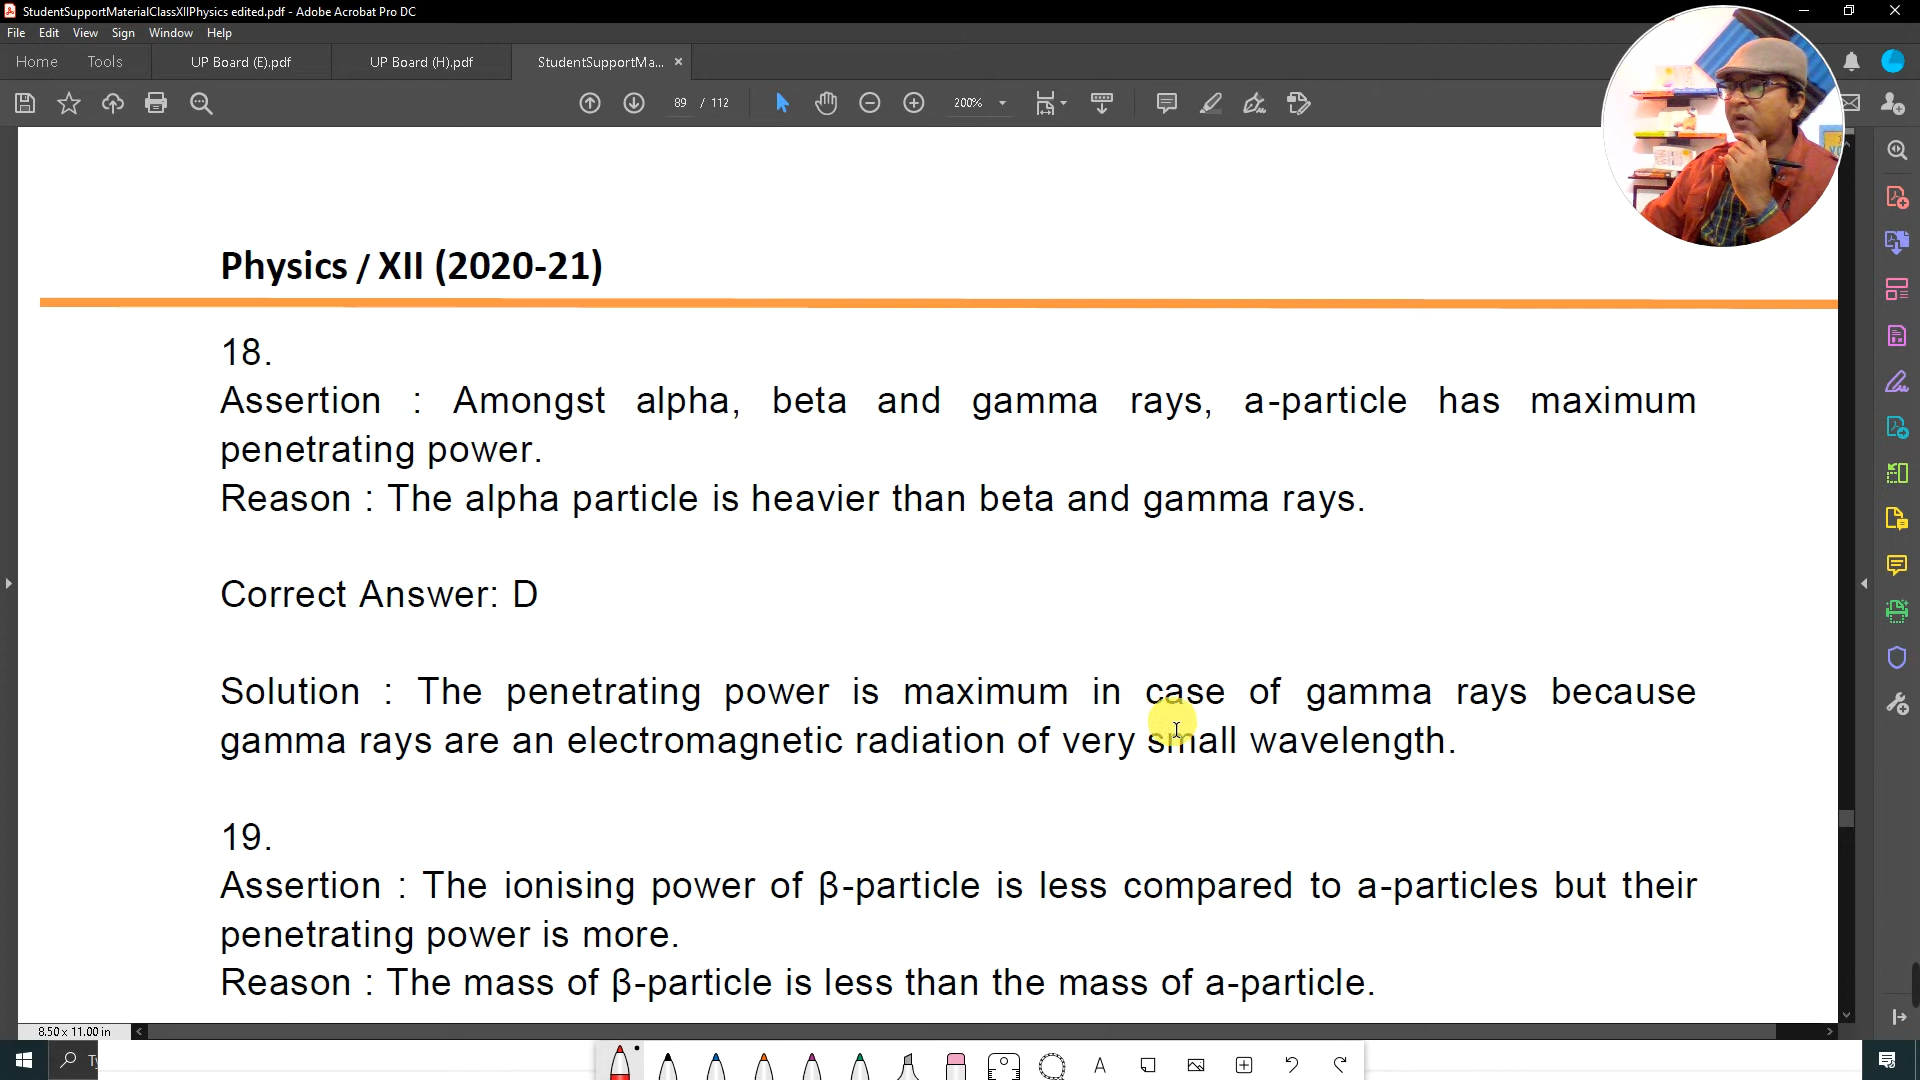 StudentSupportMaterialClassXIIPhysics edited.pdf - Adobe Acrobat Pro DC
File Edit View Sign Window Help
Home Tools UP Board (E).pdf UP Board (H).pdf StudentSupportMa... ×
89 / 112 200%
Physics / XII (2020-21)
18.
Assertion : Amongst alpha, beta and gamma rays, a-particle has maximum
penetrating power.
Reason : The alpha particle is heavier than beta and gamma rays.
Correct Answer: D
Solution : The penetrating power is maximum in case of gamma rays because
gamma rays are an electromagnetic radiation of very small wavelength.
19.
Assertion : The ionising power of β-particle is less compared to a-particles but their
penetrating power is more.
Reason : The mass of β-particle is less than the mass of a-particle.
8.50 x 11.00 in